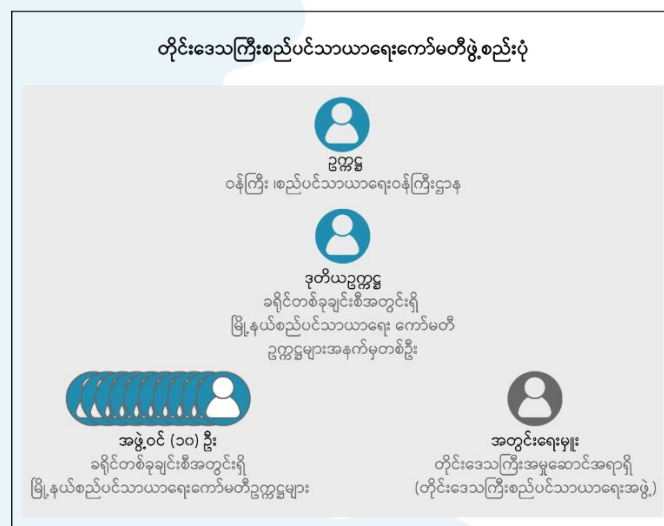 တိုင်းဒေသကြီးစည်ပင်သာယာရေးကော်မတီဖွဲ့စည်းပုံ
ဥက္ကဋ္ဌ
ဝန်ကြီး၊စည်ပင်သာယာရေးဝန်ကြီးဌာန
ဒုတိယဥက္ကဋ္ဌ
ခရိုင်တစ်ခုချင်းစီအတွင်းရှိ
မြို့နယ်စည်ပင်သာယာရေး ကော်မတီ
ဥက္ကဋ္ဌများအနက်မှတစ်ဦး
အဖွဲ့ဝင် (၁၀) ဦး
ခရိုင်တစ်ခုချင်းစီအတွင်းရှိ
မြို့နယ်စည်ပင်သာယာရေးကော်မတီဥက္ကဋ္ဌများ
အတွင်းရေးမှူး
တိုင်းဒေသကြီးအမှုဆောင်အရာရှိ
(တိုင်းဒေသကြီးစည်ပင်သာယာရေးအဖွဲ့)